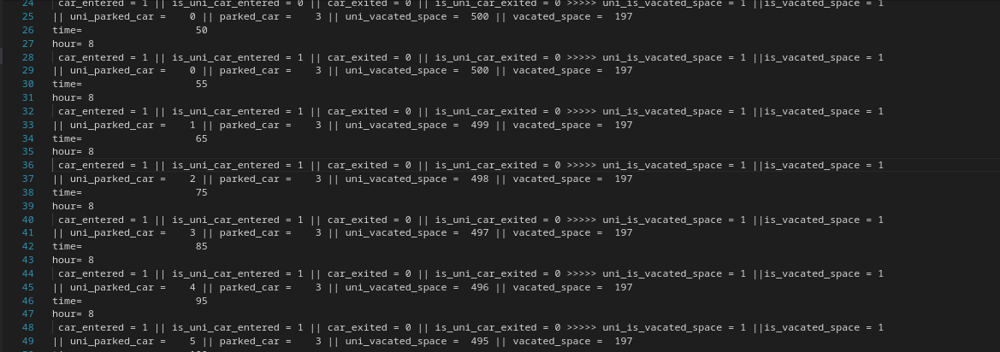 24 car_entered = 1 || is_uni_car_entered = 0 || car_exited = 0 || is_uni_car_exited = 0 >>>>> uni_is_vacated_space = 1 ||is_vacated_space = 1
25 || uni_parked_car =    0 || parked_car =    3 || uni_vacated_space =  500 || vacated_space =  197
26 time=                   50
27 hour= 8
28 car_entered = 1 || is_uni_car_entered = 1 || car_exited = 0 || is_uni_car_exited = 0 >>>>> uni_is_vacated_space = 1 ||is_vacated_space = 1
29 || uni_parked_car =    0 || parked_car =    3 || uni_vacated_space =  500 || vacated_space =  197
30 time=                   55
31 hour= 8
32 car_entered = 1 || is_uni_car_entered = 1 || car_exited = 0 || is_uni_car_exited = 0 >>>>> uni_is_vacated_space = 1 ||is_vacated_space = 1
33 || uni_parked_car =    1 || parked_car =    3 || uni_vacated_space =  499 || vacated_space =  197
34 time=                   65
35 hour= 8
36 car_entered = 1 || is_uni_car_entered = 1 || car_exited = 0 || is_uni_car_exited = 0 >>>>> uni_is_vacated_space = 1 ||is_vacated_space = 1
37 || uni_parked_car =    2 || parked_car =    3 || uni_vacated_space =  498 || vacated_space =  197
38 time=                   75
39 hour= 8
40 car_entered = 1 || is_uni_car_entered = 1 || car_exited = 0 || is_uni_car_exited = 0 >>>>> uni_is_vacated_space = 1 ||is_vacated_space = 1
41 || uni_parked_car =    3 || parked_car =    3 || uni_vacated_space =  497 || vacated_space =  197
42 time=                   85
43 hour= 8
44 car_entered = 1 || is_uni_car_entered = 1 || car_exited = 0 || is_uni_car_exited = 0 >>>>> uni_is_vacated_space = 1 ||is_vacated_space = 1
45 || uni_parked_car =    4 || parked_car =    3 || uni_vacated_space =  496 || vacated_space =  197
46 time=                   95
47 hour= 8
48 car_entered = 1 || is_uni_car_entered = 1 || car_exited = 0 || is_uni_car_exited = 0 >>>>> uni_is_vacated_space = 1 ||is_vacated_space = 1
49 || uni_parked_car =    5 || parked_car =    3 || uni_vacated_space =  495 || vacated_space =  197